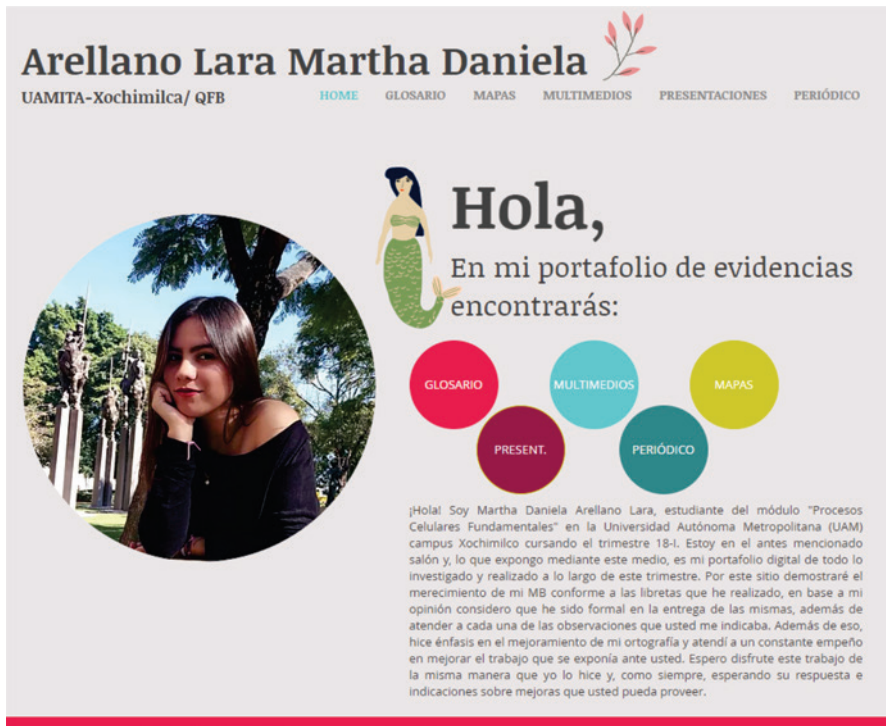 Arellano Lara Martha Daniela
UAMITA-Xochimilca/ QFB
HOME GLOSARIO MAPAS MULTIMEDIOS PRESENTACIONES PERIÓDICO
Hola,
En mi portafolio de evidencias
encontrarás:
GLOSARIO MULTIMEDIOS MAPAS
PRESENT. PERIÓDICO
¡Hola! Soy Martha Daniela Arellano Lara, estudiante del módulo "Procesos
Celulares Fundamentales" en la Universidad Autónoma Metropolitana (UAM)
campus Xochimilco cursando el trimestre 18-I. Estoy en el antes mencionado
salón y, lo que expongo mediante este medio, es mi portafolio digital de todo lo
investigado y realizado a lo largo de este trimestre. Por este sitio demostraré el
merecimiento de mi MB conforme a las libretas que he realizado, en base a mi
opinión considero que he sido formal en la entrega de las mismas, además de
atender a cada una de las observaciones que usted me indicaba. Además de eso,
hice énfasis en el mejoramiento de mi ortografía y atendí a un constante empeño
en mejorar el trabajo que se exponía ante usted. Espero disfrute este trabajo de
la misma manera que yo lo hice y, como siempre, esperando su respuesta e
indicaciones sobre mejoras que usted pueda proveer.